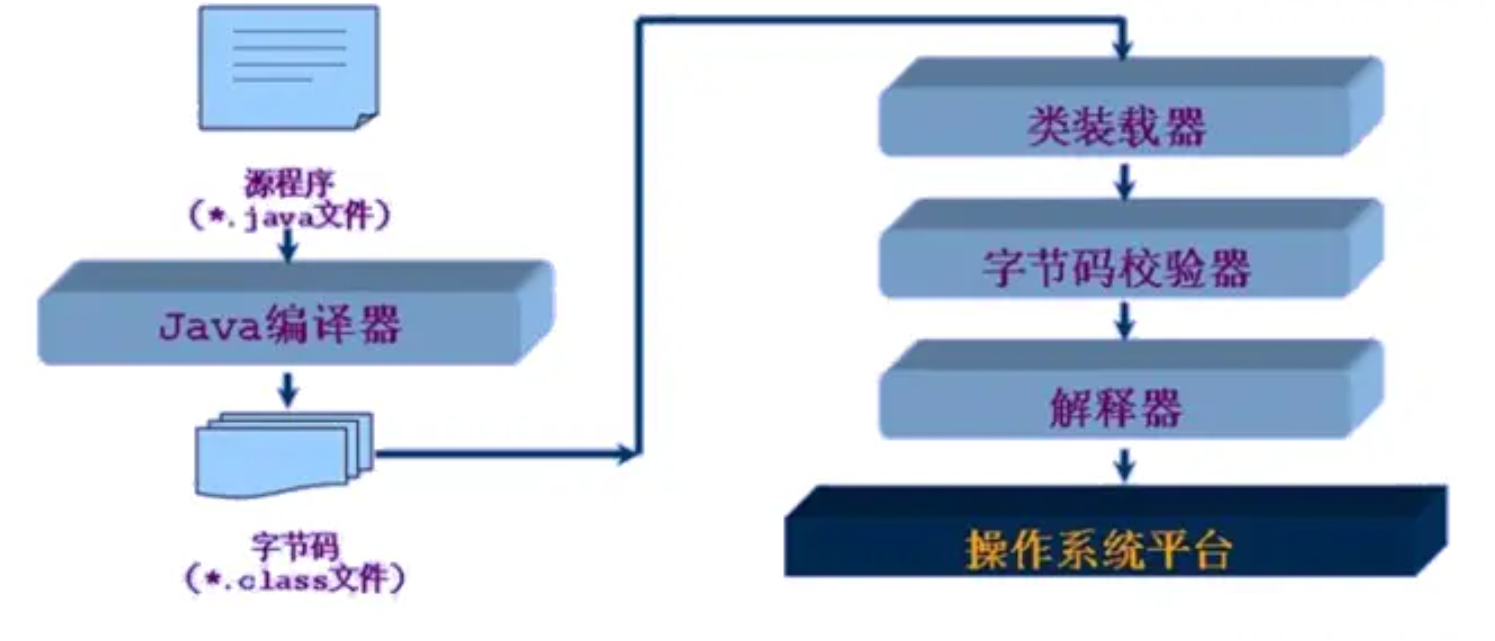 源程序
(*.java文件)
Java编译器
字节码
(*.class文件)
类装载器
字节码校验器
解释器
操作系统平台